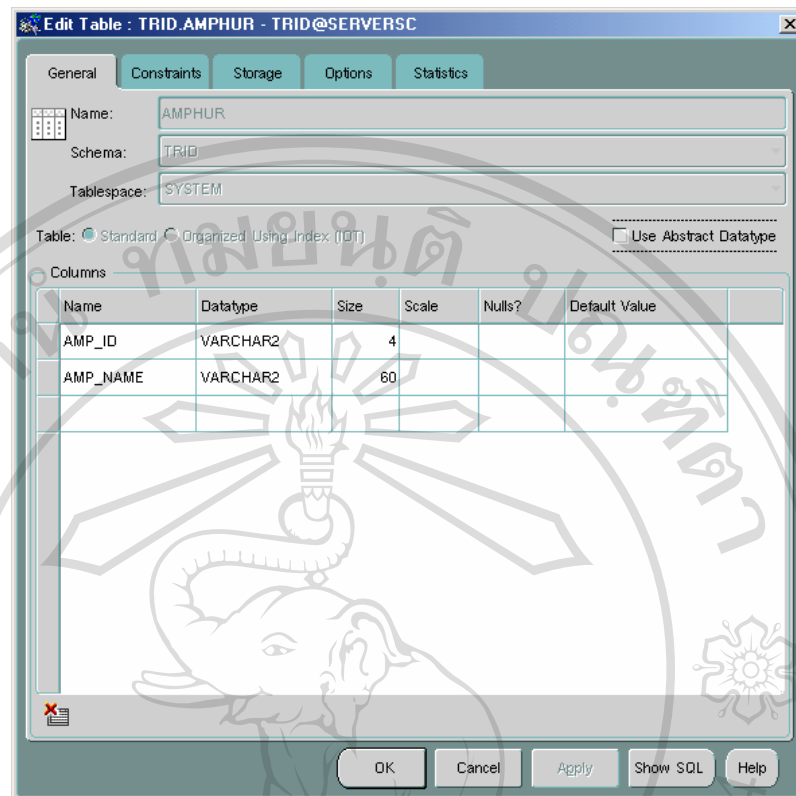 Edit Table : TRID.AMPHUR - TRID@SERVERSC
General Constraints Storage Options Statistics
Name: AMPHUR
Schema: TRID
Tablespace: SYSTEM
Table: Standard Organized Using Index (IOT) Use Abstract Datatype
Columns
Name Datatype Size Scale Nulls? Default Value
AMP_ID VARCHAR2 4
AMP_NAME VARCHAR2 60
OK Cancel Apply Show SQL Help